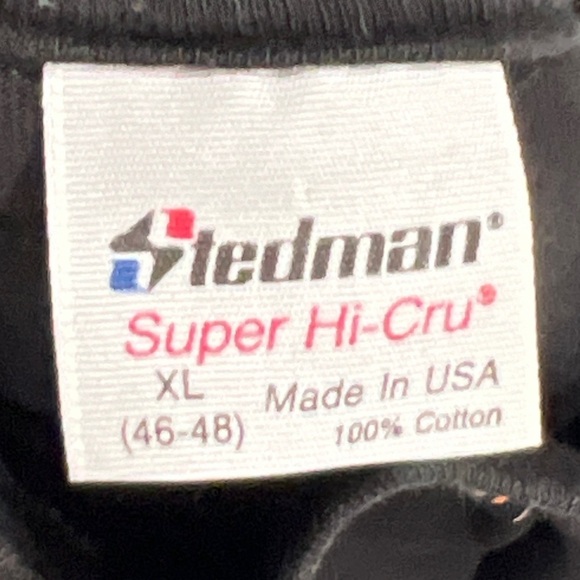 Stedman®
Super Hi-Cru®
XL
(46-48)
Made In USA
100% Cotton